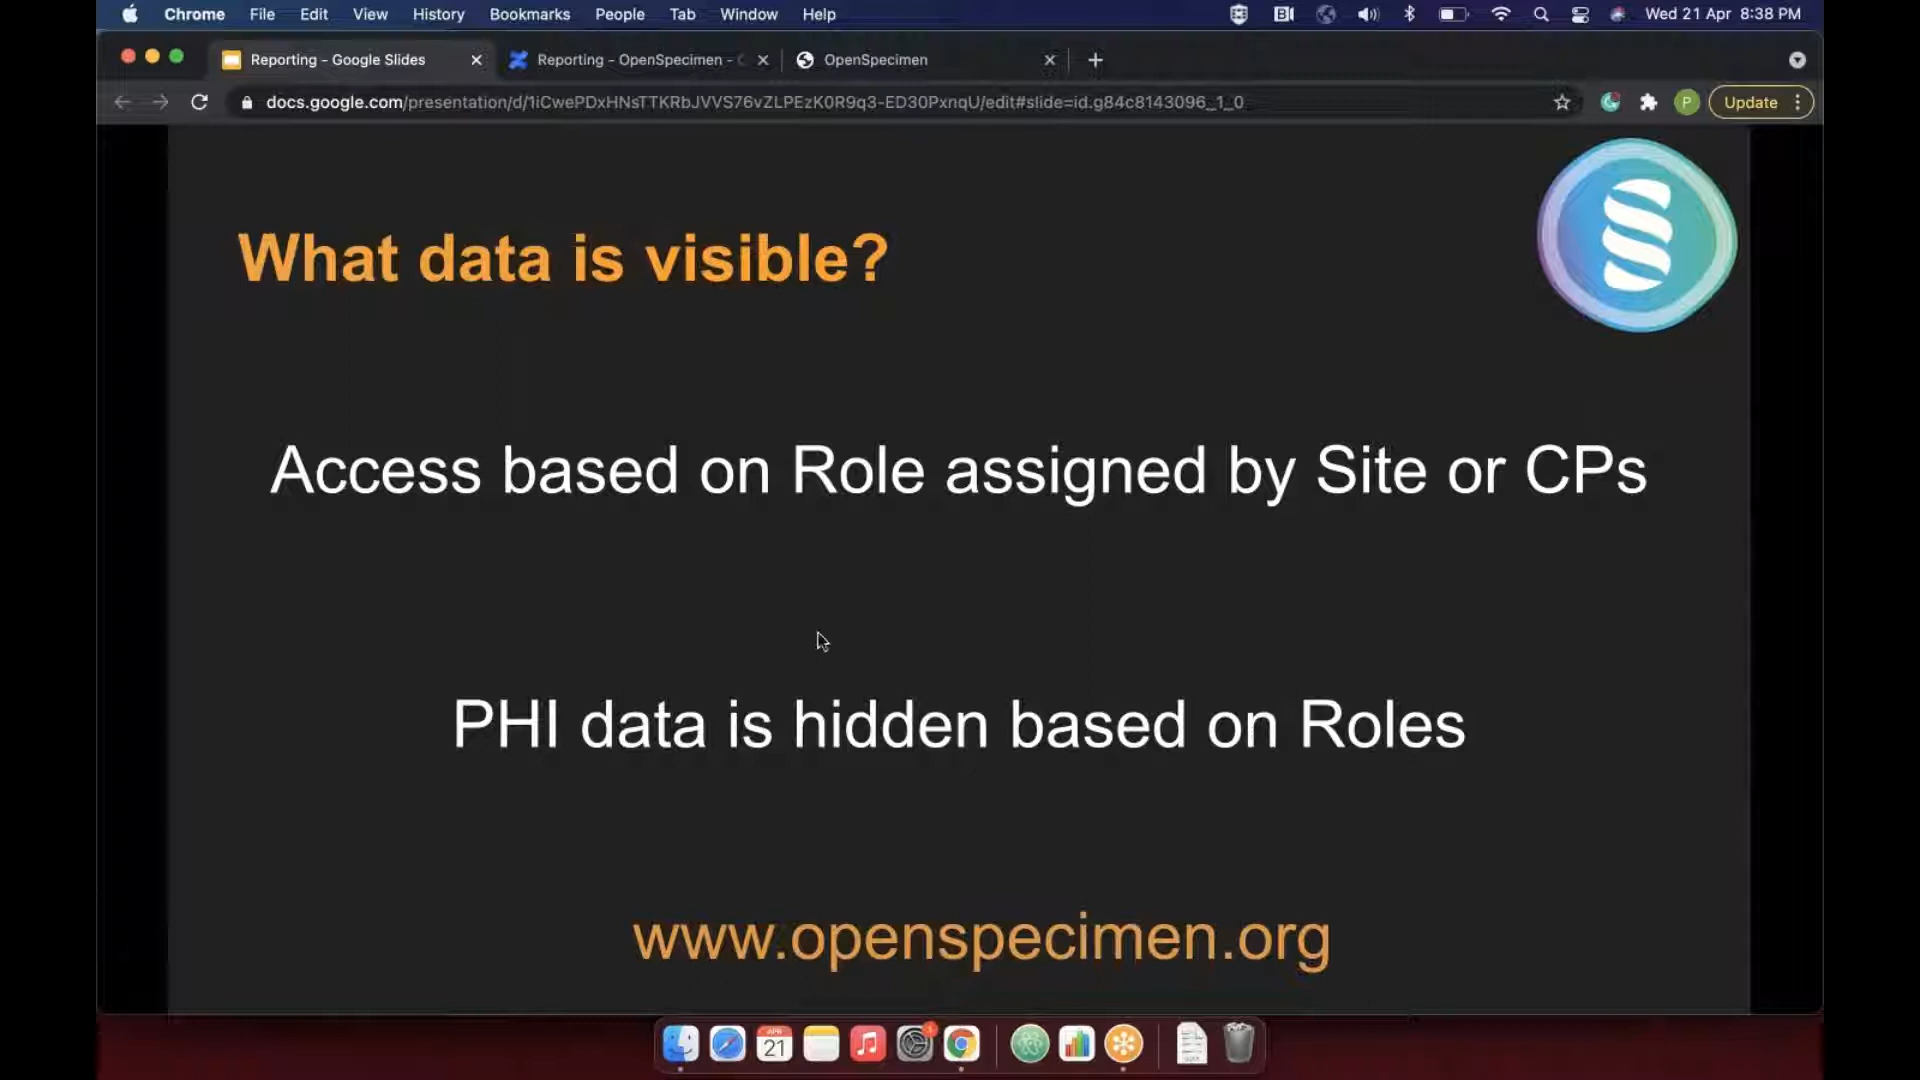 Chrome File Edit View History Bookmarks People Tab Window Help Wed 21 Apr 8:38 PM
Reporting - Google Slides Reporting - OpenSpecimen - OpenSpecimen
docs.google.com/presentation/d/1iCwePDxHNsTTKRbJVVS76vZLPEzK0R9q3-ED30PxnqU/edit#slide=id.g84c8143096_1_0 P Update
What data is visible?
Access based on Role assigned by Site or CPs
PHI data is hidden based on Roles
www.openspecimen.org
APR
21